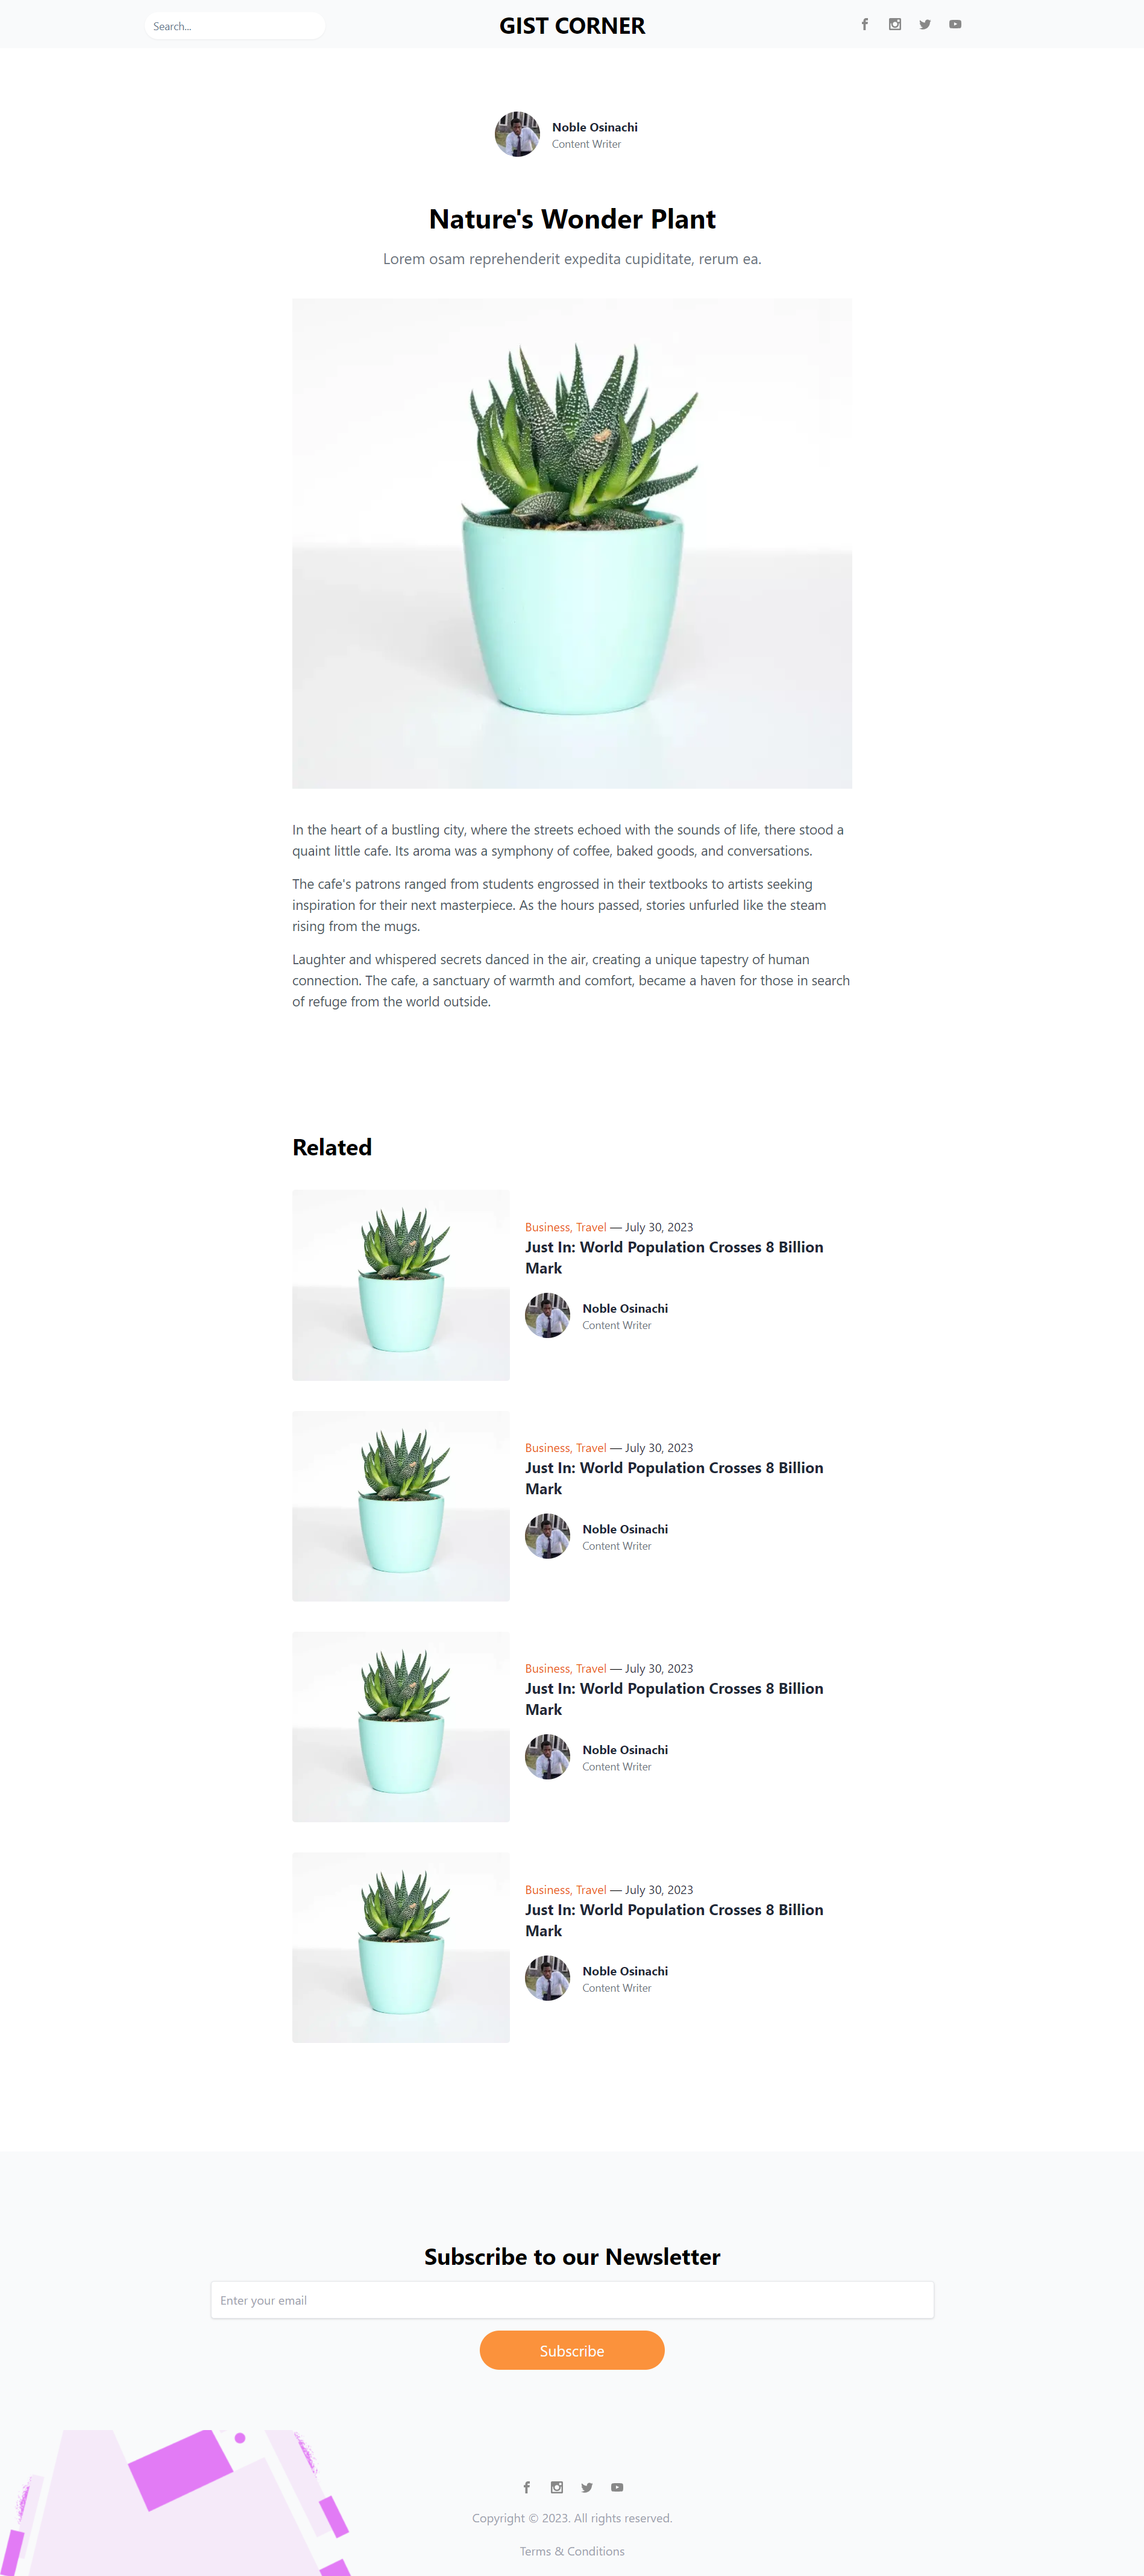 Search...
GIST CORNER
Noble Osinachi
Content Writer
Nature's Wonder Plant
Lorem osam reprehenderit expedita cupiditate, rerum ea.
In the heart of a bustling city, where the streets echoed with the sounds of life, there stood a
quaint little cafe. Its aroma was a symphony of coffee, baked goods, and conversations.
The cafe's patrons ranged from students engrossed in their textbooks to artists seeking
inspiration for their next masterpiece. As the hours passed, stories unfurled like the steam
rising from the mugs.
Laughter and whispered secrets danced in the air, creating a unique tapestry of human
connection. The cafe, a sanctuary of warmth and comfort, became a haven for those in search
of refuge from the world outside.
Related
Business, Travel — July 30, 2023
Just In: World Population Crosses 8 Billion
Mark
Noble Osinachi
Content Writer
Business, Travel — July 30, 2023
Just In: World Population Crosses 8 Billion
Mark
Noble Osinachi
Content Writer
Business, Travel — July 30, 2023
Just In: World Population Crosses 8 Billion
Mark
Noble Osinachi
Content Writer
Business, Travel — July 30, 2023
Just In: World Population Crosses 8 Billion
Mark
Noble Osinachi
Content Writer
Subscribe to our Newsletter
Enter your email
Subscribe
Copyright © 2023. All rights reserved.
Terms & Conditions